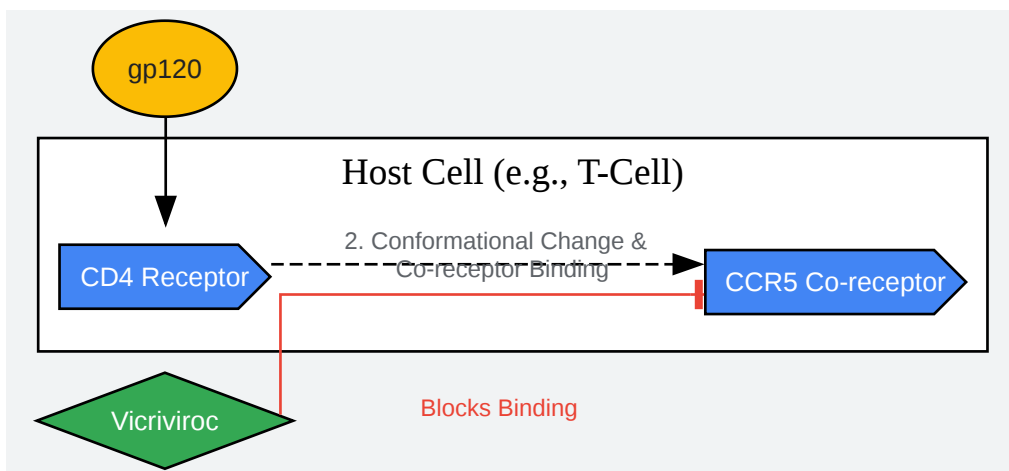 gp120
Host Cell (e.g., T-Cell)
2. Conformational Change &
Co-receptor Binding
CD4 Receptor
CCR5 Co-receptor
Blocks Binding
Vicriviroc